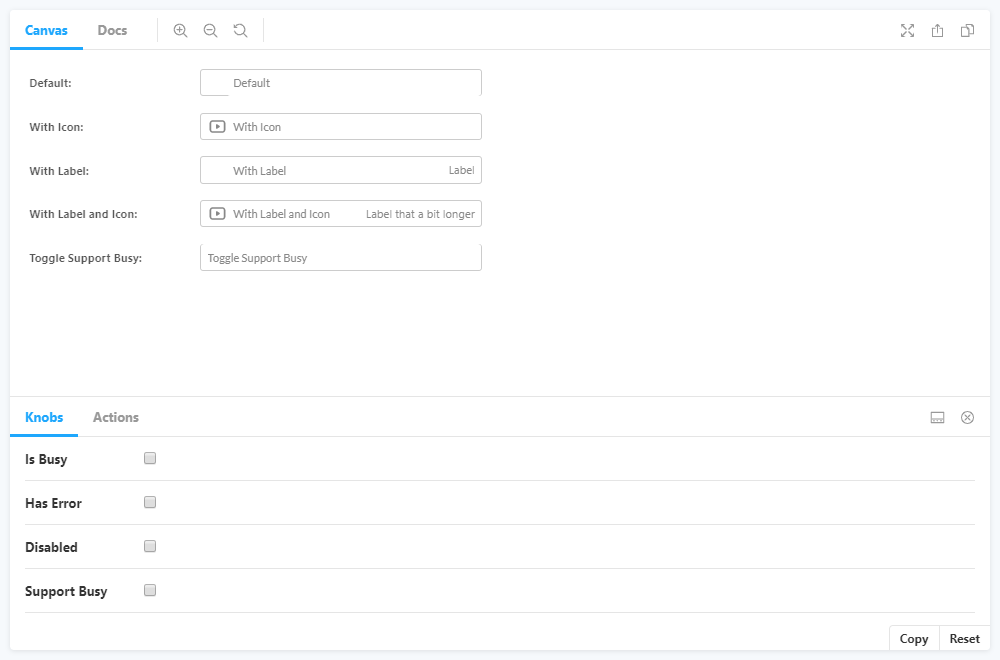 Canvas Docs
Default: Default
With Icon: With Icon
With Label: With Label Label
With Label and Icon: With Label and Icon Label that a bit longer
Toggle Support Busy: Toggle Support Busy
Knobs Actions
Is Busy
Has Error
Disabled
Support Busy
Copy Reset